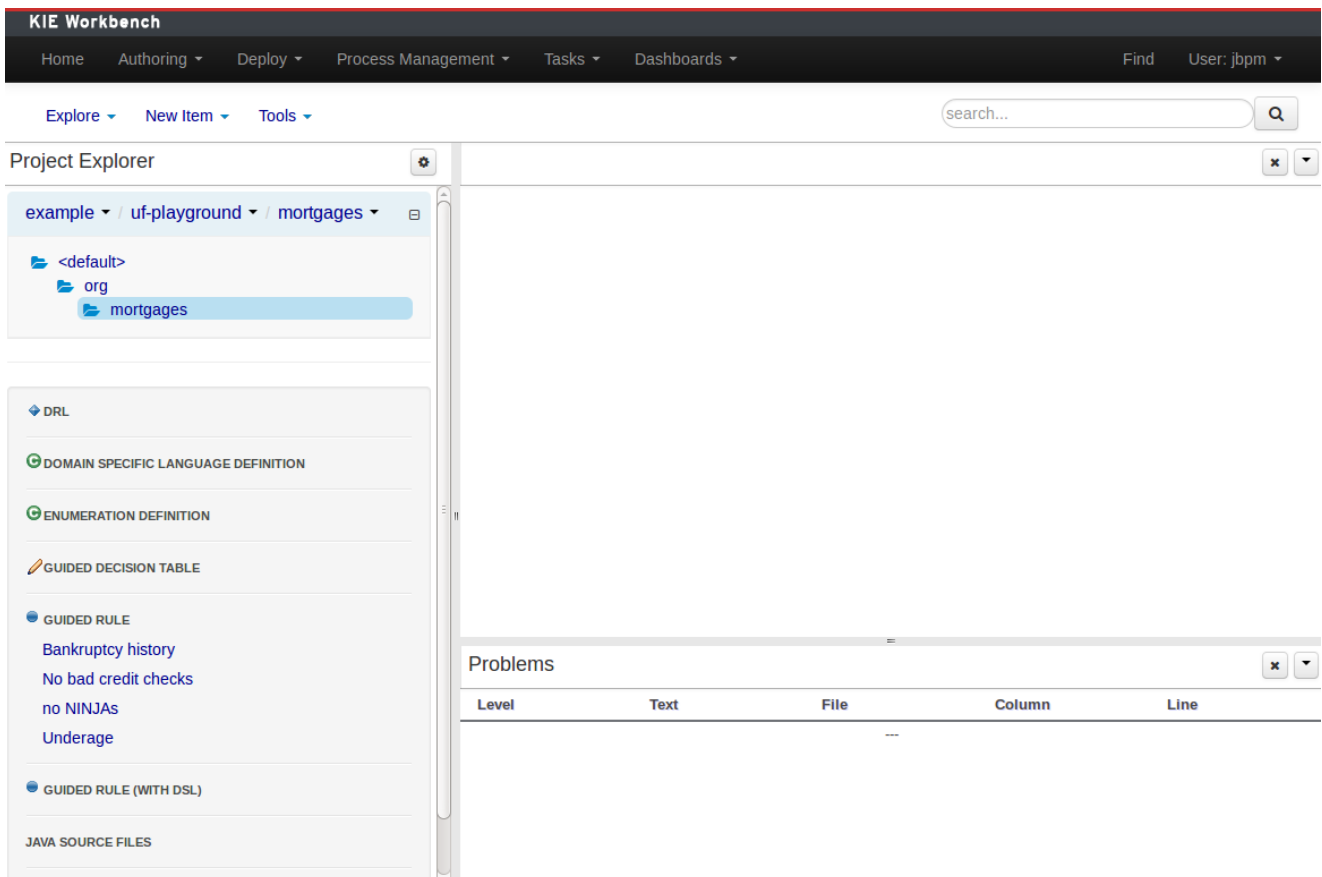 KIE Workbench
Home Authoring Deploy Process Management Tasks Dashboards Find User: jbpm
Explore New Item Tools search...
Project Explorer
example / uf-playground / mortgages
<default>
org
mortgages
DRL
DOMAIN SPECIFIC LANGUAGE DEFINITION
ENUMERATION DEFINITION
GUIDED DECISION TABLE
GUIDED RULE
Bankruptcy history
No bad credit checks
no NINJAs
Underage
GUIDED RULE (WITH DSL)
JAVA SOURCE FILES
Problems
Level Text File Column Line
---